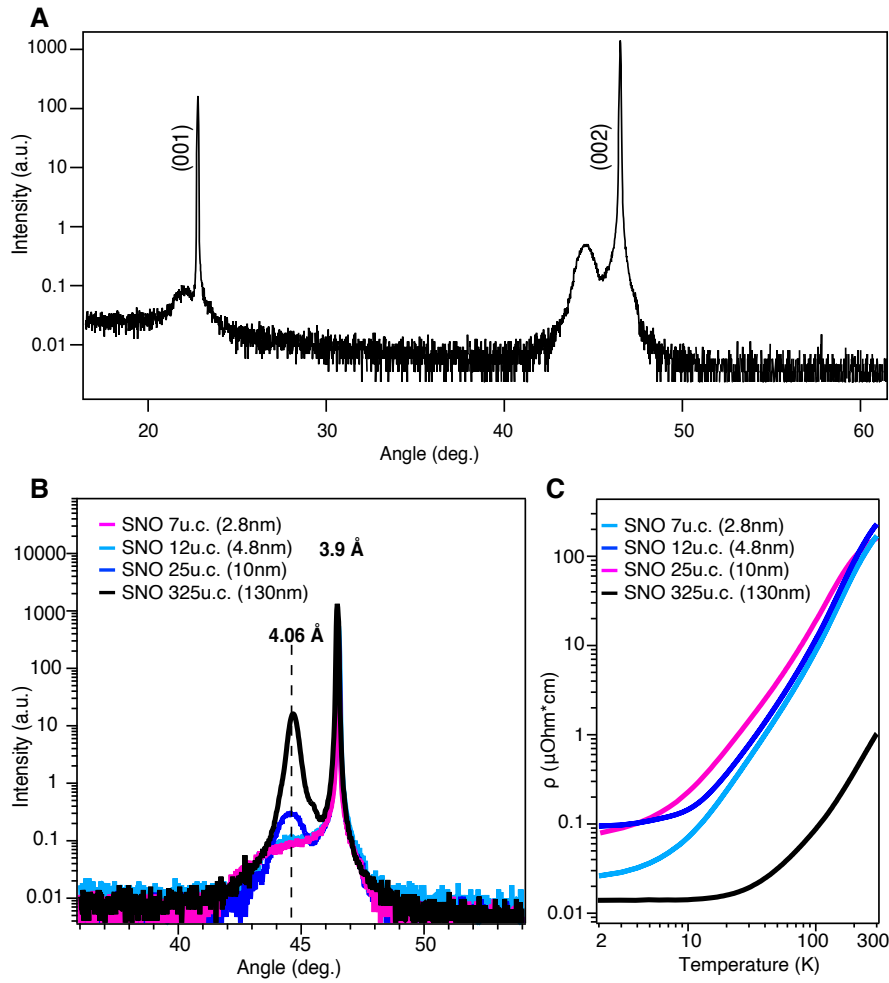 A
Intensity (a.u.)
1000
100
10
1
0.1
0.01
(001)
(002)
20
30
40
50
60
Angle (deg.)
B
Intensity (a.u.)
10000
1000
100
10
1
0.1
0.01
SNO 7u.c. (2.8nm)
SNO 12u.c. (4.8nm)
SNO 25u.c. (10nm)
SNO 325u.c. (130nm)
3.9 Å
4.06 Å
40
45
50
Angle (deg.)
C
ρ (µOhm*cm)
100
10
1
0.1
0.01
SNO 7u.c. (2.8nm)
SNO 12u.c. (4.8nm)
SNO 25u.c. (10nm)
SNO 325u.c. (130nm)
2
10
100
300
Temperature (K)